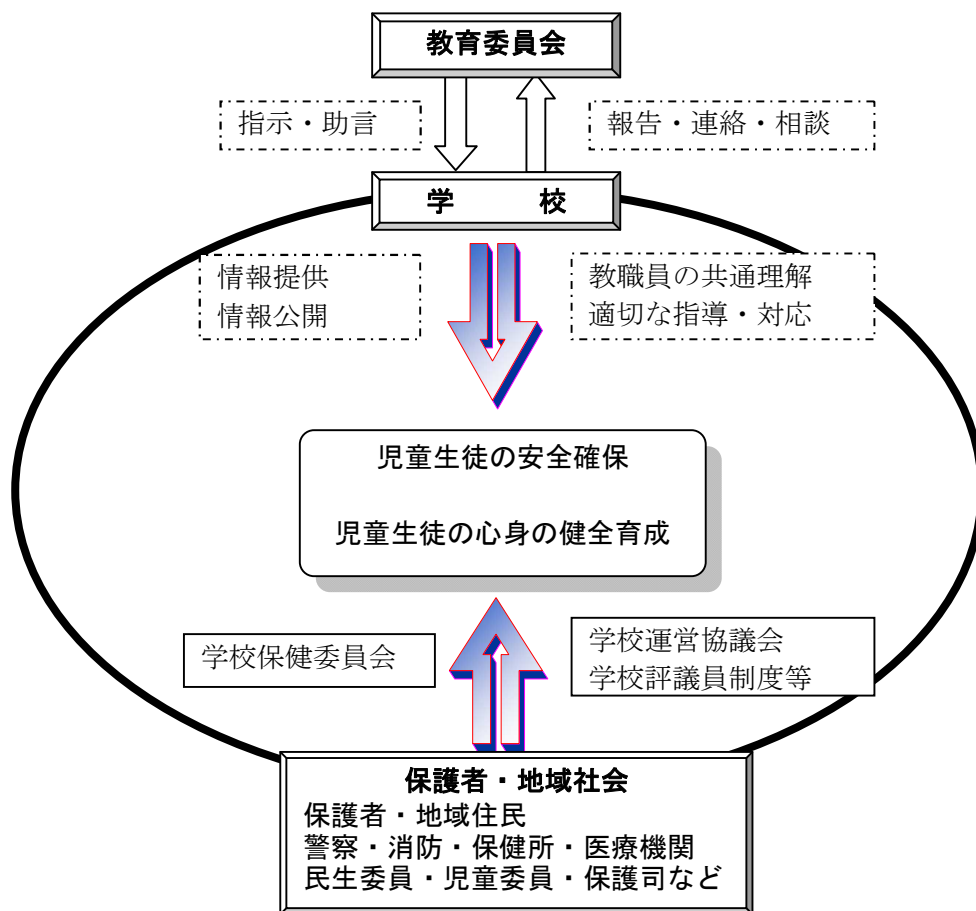 教育委員会
指示・助言
報告・連絡・相談
学　　校
情報提供
情報公開
教職員の共通理解
適切な指導・対応
児童生徒の安全確保
児童生徒の心身の健全育成
学校保健委員会
学校運営協議会
学校評議員制度等
保護者・地域社会
保護者・地域住民
警察・消防・保健所・医療機関
民生委員・児童委員・保護司など